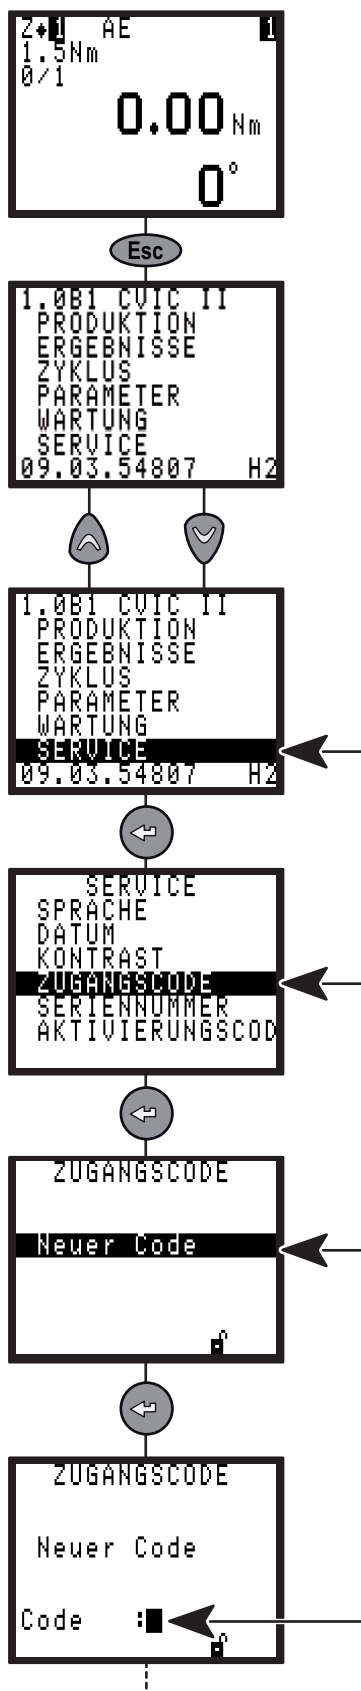 Z♦1 AE 1
1.5Nm
0/1
0.00 Nm
0°
Esc
1.0B1 CVIC II
PRODUKTION
ERGEBNISSE
ZYKLUS
PARAMETER
WARTUNG
SERVICE
09.03.54807 H2
1.0B1 CVIC II
PRODUKTION
ERGEBNISSE
ZYKLUS
PARAMETER
WARTUNG
SERVICE
09.03.54807 H2
SERVICE
SPRACHE
DATUM
KONTRAST
ZUGANGSCODE
SERIENNUMMER
AKTIVIERUNGSCOD
ZUGANGSCODE
Neuer Code
ZUGANGSCODE
Neuer Code
Code :